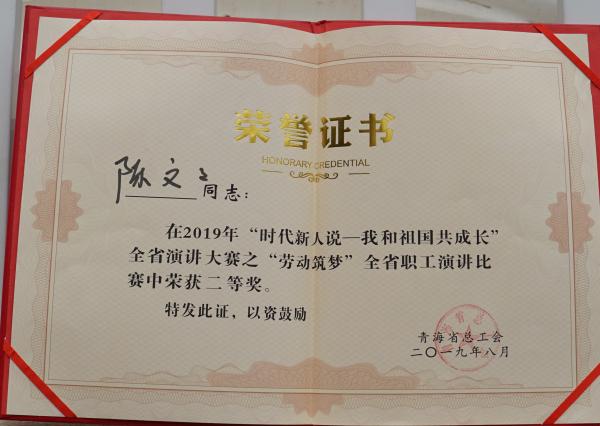 荣誉证书
HONORARY CREDENTIAL
陈文 同志：
在2019年“时代新人说—我和祖国共成长”
全省演讲大赛之“劳动筑梦”全省职工演讲比
赛中荣获二等奖。
特发此证，以资鼓励
青海省总工会
二〇一九年八月